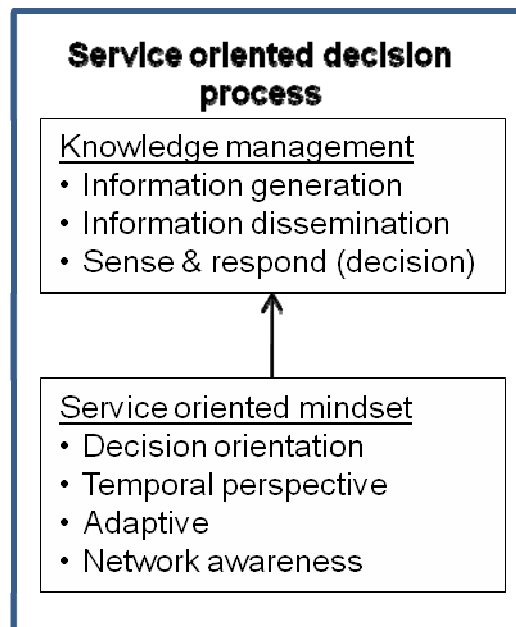 Service oriented decision
process
Knowledge management
• Information generation
• Information dissemination
• Sense & respond (decision)
Service oriented mindset
• Decision orientation
• Temporal perspective
• Adaptive
• Network awareness